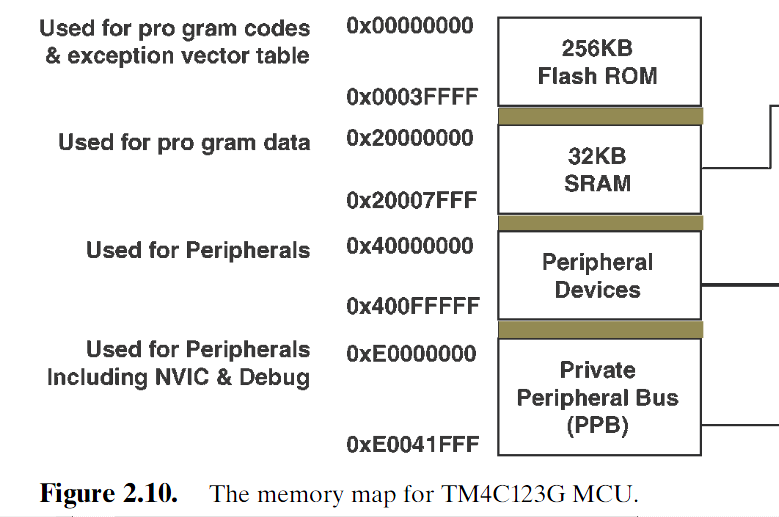 Used for pro gram codes
& exception vector table
0x00000000
0x0003FFFF
256KB
Flash ROM
Used for pro gram data
0x20000000
0x20007FFF
32KB
SRAM
Used for Peripherals
0x40000000
0x400FFFFF
Peripheral
Devices
Used for Peripherals
Including NVIC & Debug
0xE0000000
0xE0041FFF
Private
Peripheral Bus
(PPB)
Figure 2.10. The memory map for TM4C123G MCU.